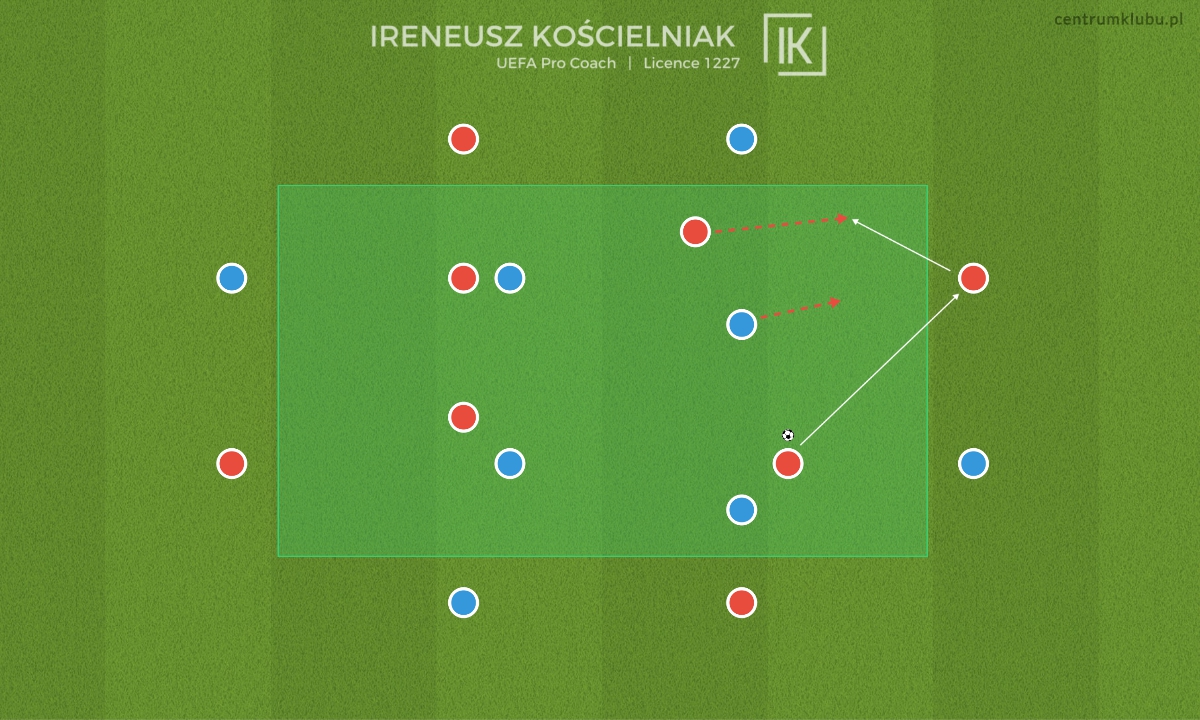 centrumklubu.pl
IRENEUSZ KOŚCIELNIAK
IK
UEFA Pro Coach | Licence 1227